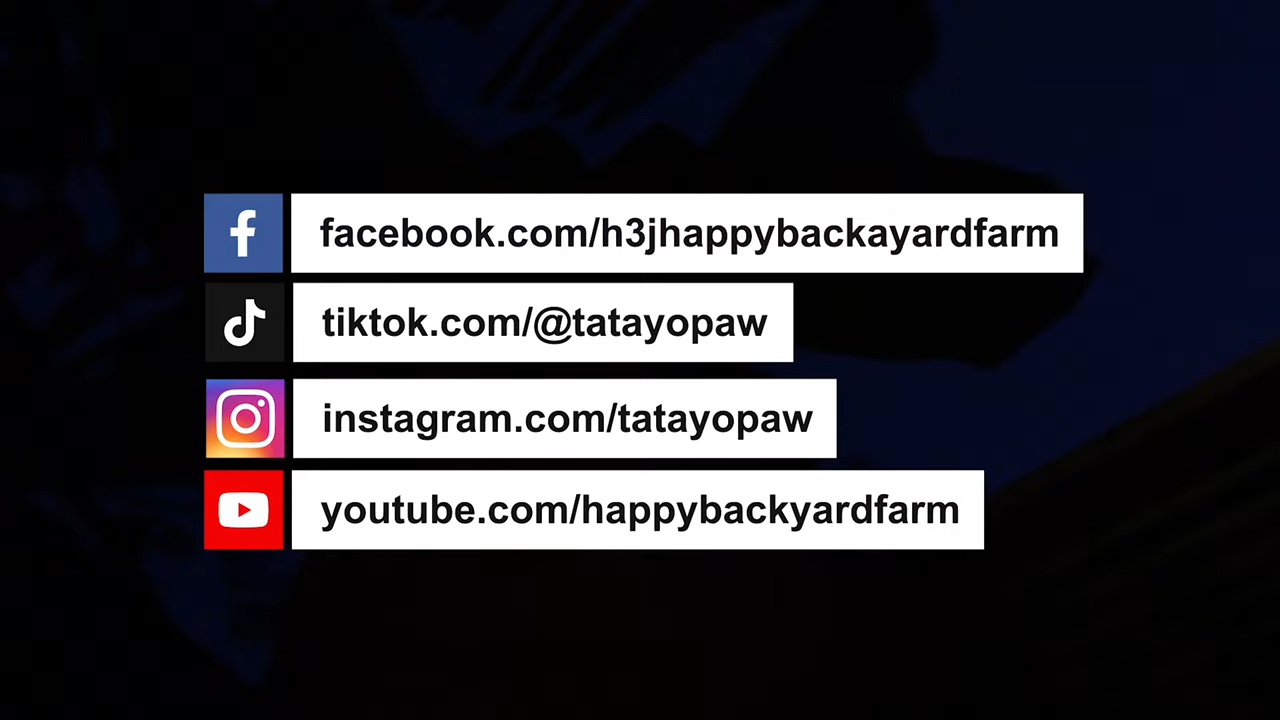 facebook.com/h3jhappybackayardfarm
tiktok.com/@tatayopaw
instagram.com/tatayopaw
youtube.com/happybackyardfarm